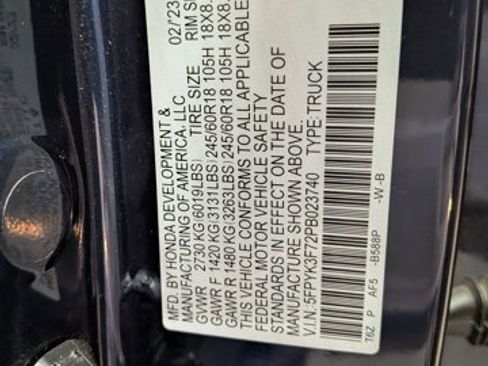 MFD. BY HONDA DEVELOPMENT & 02/'23
MANUFACTURING OF AMERICA, LLC
GVWR 2730 KG(6019LBS) TIRE SIZE RIM
GAWR F 1420 KG(3131LBS)245/60R18 105H 18X8.
GAWR R 1480 KG(3263LBS)245/60R18 105H 18X8.
THIS VEHICLE CONFORMS TO ALL APPLICABLE
FEDERAL MOTOR VEHICLE SAFETY
STANDARDS IN EFFECT ON THE DATE OF
MANUFACTURE SHOWN ABOVE.
V.I.N: 5FPYK3F72PB023740 TYPE:TRUCK
T6Z P AF5 -B588P -W -B